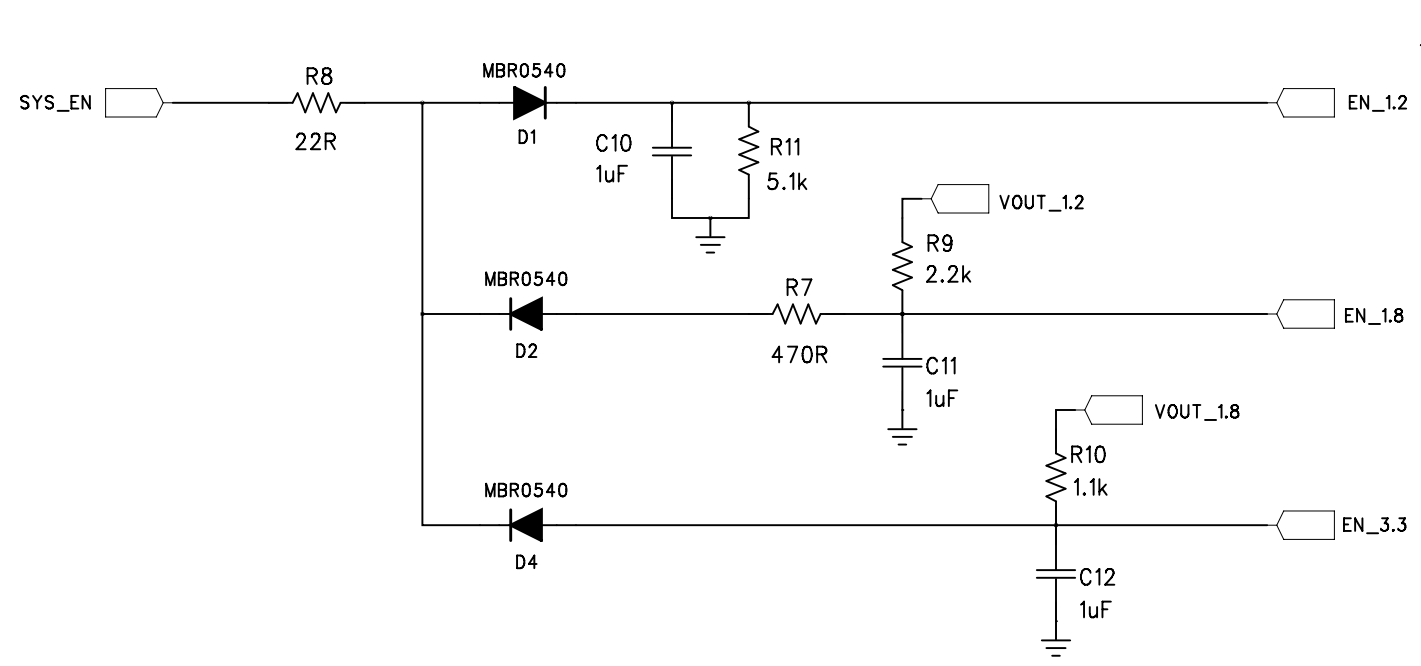 MBR0540
R8
SYS_EN
EN_1.2
D1
22R
C10
1uF
R11
5.1k
VOUT_1.2
R9
2.2k
MBR0540
R7
EN_1.8
D2
470R
C11
1uF
VOUT_1.8
R10
1.1k
MBR0540
EN_3.3
D4
C12
1uF